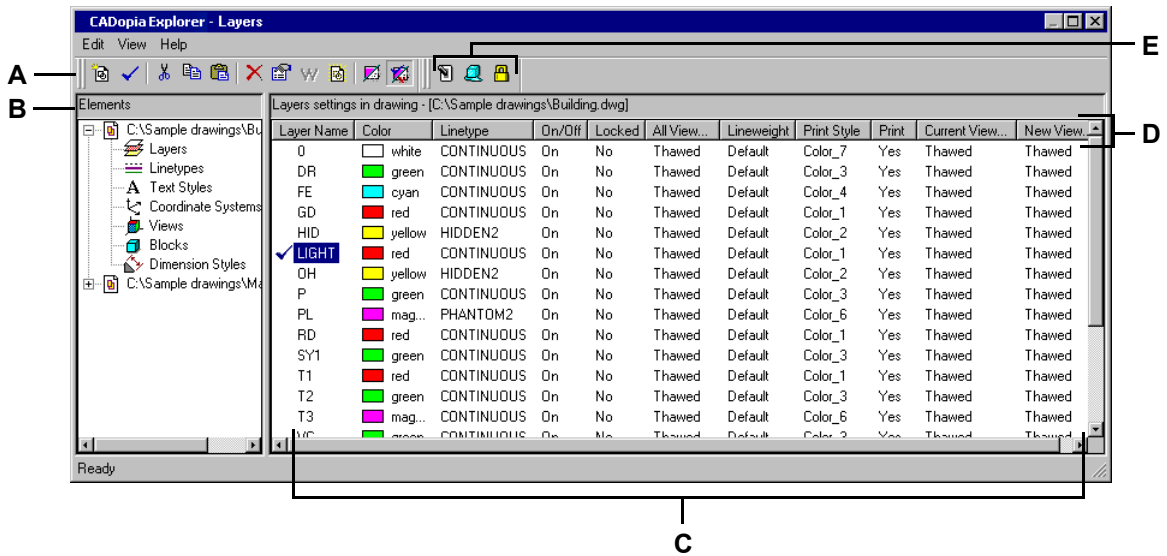 CADopia Explorer - Layers
Edit View Help
E
A
B
Elements
Layers settings in drawing - [C:\Sample drawings\Building.dwg]
D
C:\Sample drawings\Bu
Layers
Linetypes
Text Styles
Coordinate Systems
Views
Blocks
Dimension Styles
C:\Sample drawings\Ma
Layer Name Color Linetype On/Off Locked All View... Lineweight Print Style Print Current View... New View.
0 white CONTINUOUS On No Thawed Default Color_7 Yes Thawed Thawed
DR green CONTINUOUS On No Thawed Default Color_3 Yes Thawed Thawed
FE cyan CONTINUOUS On No Thawed Default Color_4 Yes Thawed Thawed
GD red CONTINUOUS On No Thawed Default Color_1 Yes Thawed Thawed
HID yellow HIDDEN2 On No Thawed Default Color_2 Yes Thawed Thawed
LIGHT red CONTINUOUS On No Thawed Default Color_1 Yes Thawed Thawed
OH yellow HIDDEN2 On No Thawed Default Color_2 Yes Thawed Thawed
P green CONTINUOUS On No Thawed Default Color_3 Yes Thawed Thawed
PL mag... PHANTOM2 On No Thawed Default Color_6 Yes Thawed Thawed
RD red CONTINUOUS On No Thawed Default Color_1 Yes Thawed Thawed
SY1 green CONTINUOUS On No Thawed Default Color_3 Yes Thawed Thawed
T1 red CONTINUOUS On No Thawed Default Color_1 Yes Thawed Thawed
T2 green CONTINUOUS On No Thawed Default Color_3 Yes Thawed Thawed
T3 mag... CONTINUOUS On No Thawed Default Color_6 Yes Thawed Thawed
green CONTINUOUS On No Thawed Default Yes Thawed Thawed
Ready
C